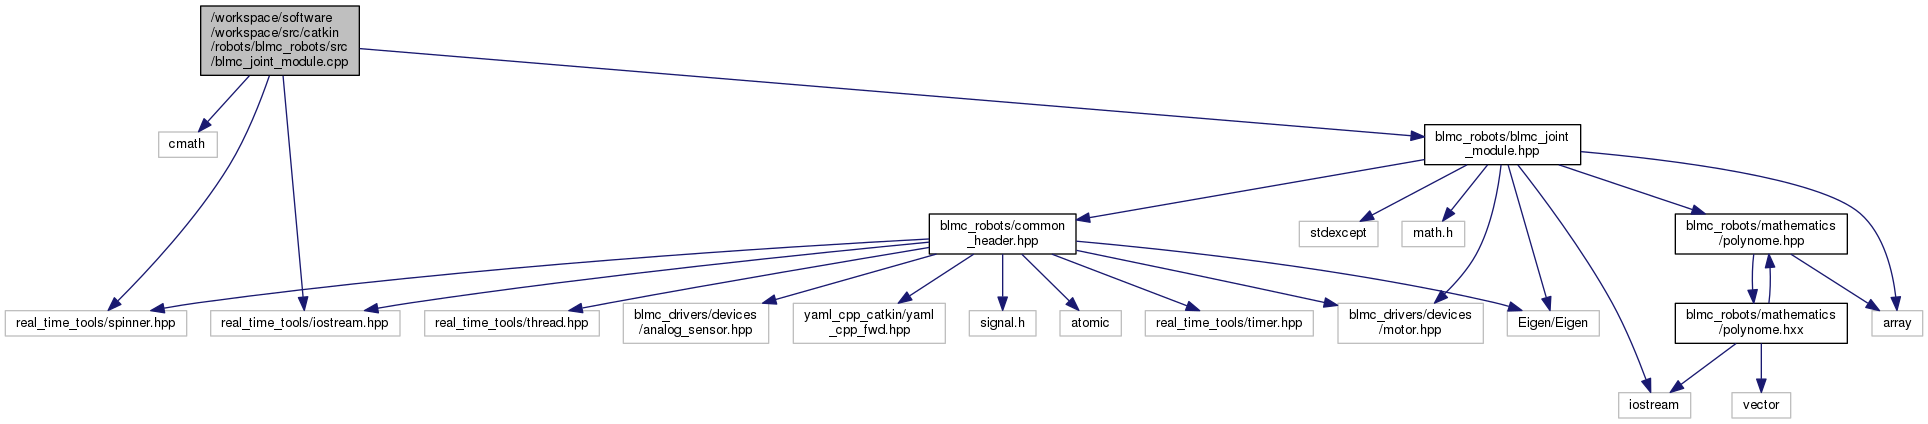 /workspace/software
/workspace/src/catkin
/robots/blmc_robots/src
/blmc_joint_module.cpp
cmath
blmc_robots/blmc_joint
_module.hpp
blmc_robots/common
_header.hpp
stdexcept
math.h
blmc_robots/mathematics
/polynome.hpp
real_time_tools/spinner.hpp
real_time_tools/iostream.hpp
real_time_tools/thread.hpp
blmc_drivers/devices
/analog_sensor.hpp
yaml_cpp_catkin/yaml
_cpp_fwd.hpp
signal.h
atomic
real_time_tools/timer.hpp
blmc_drivers/devices
/motor.hpp
Eigen/Eigen
blmc_robots/mathematics
/polynome.hxx
array
iostream
vector